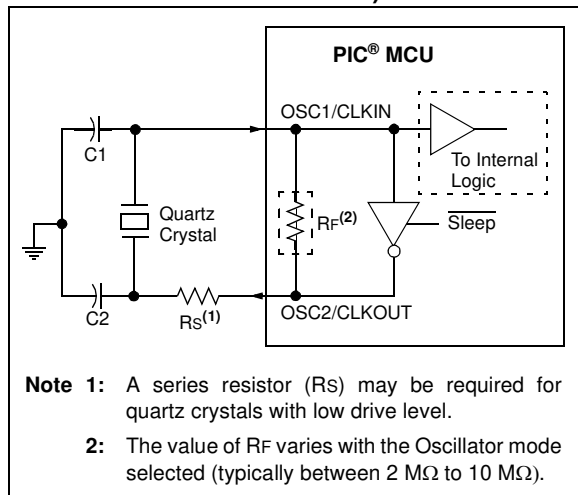 PIC® MCU
OSC1/CLKIN
C1
To Internal
Logic
Quartz
Crystal
RF(2)
Sleep
C2
RS(1)
OSC2/CLKOUT
Note 1: A series resistor (RS) may be required for
quartz crystals with low drive level.
2: The value of RF varies with the Oscillator mode
selected (typically between 2 MΩ to 10 MΩ).